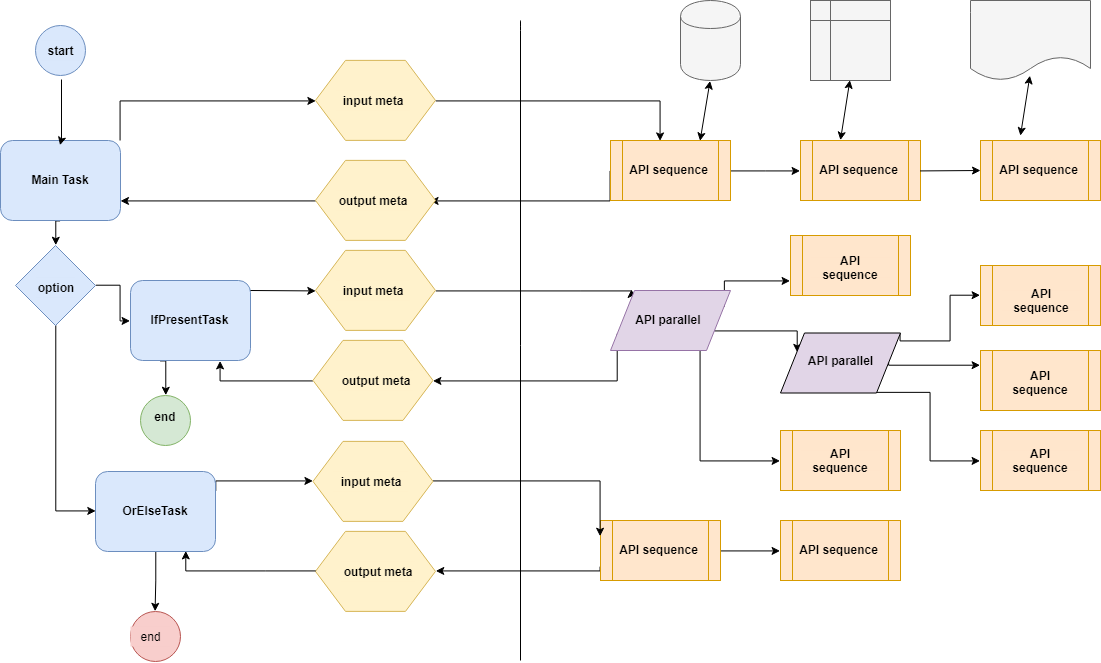 start
input meta
Main Task
API sequence
API sequence
API sequence
output meta
option
input meta
IfPresentTask
output meta
end
API parallel
API
sequence
API parallel
API
sequence
API
sequence
API
sequence
API
sequence
input meta
OrElseTask
output meta
API sequence
API sequence
end